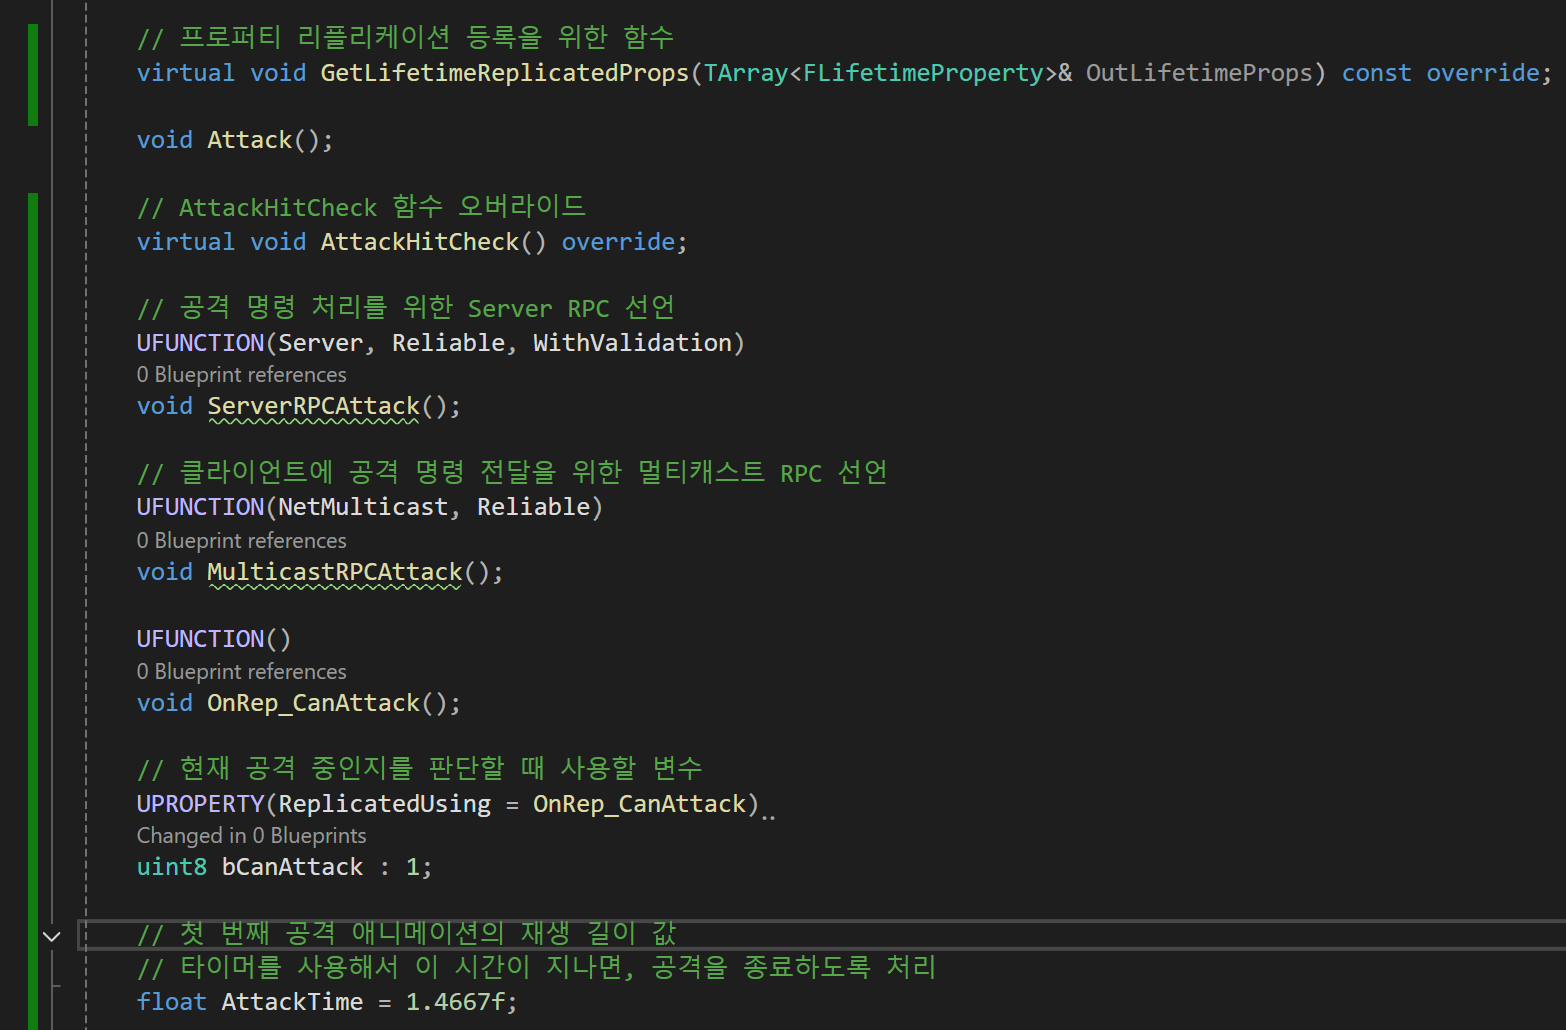 // 프로퍼티 리플리케이션 등록을 위한 함수
virtual void GetLifetimeReplicatedProps(TArray<FLifetimeProperty>& OutLifetimeProps) const override;
void Attack();
// AttackHitCheck 함수 오버라이드
virtual void AttackHitCheck() override;
// 공격 명령 처리를 위한 Server RPC 선언
UFUNCTION(Server, Reliable, WithValidation)
0 Blueprint references
void ServerRPCAttack();
// 클라이언트에 공격 명령 전달을 위한 멀티캐스트 RPC 선언
UFUNCTION(NetMulticast, Reliable)
0 Blueprint references
void MulticastRPCAttack();
UFUNCTION()
0 Blueprint references
void OnRep_CanAttack();
// 현재 공격 중인지를 판단할 때 사용할 변수
UPROPERTY(ReplicatedUsing = OnRep_CanAttack)
Changed in 0 Blueprints
uint8 bCanAttack : 1;
// 첫 번째 공격 애니메이션의 재생 길이 값
// 타이머를 사용해서 이 시간이 지나면, 공격을 종료하도록 처리
float AttackTime = 1.4667f;